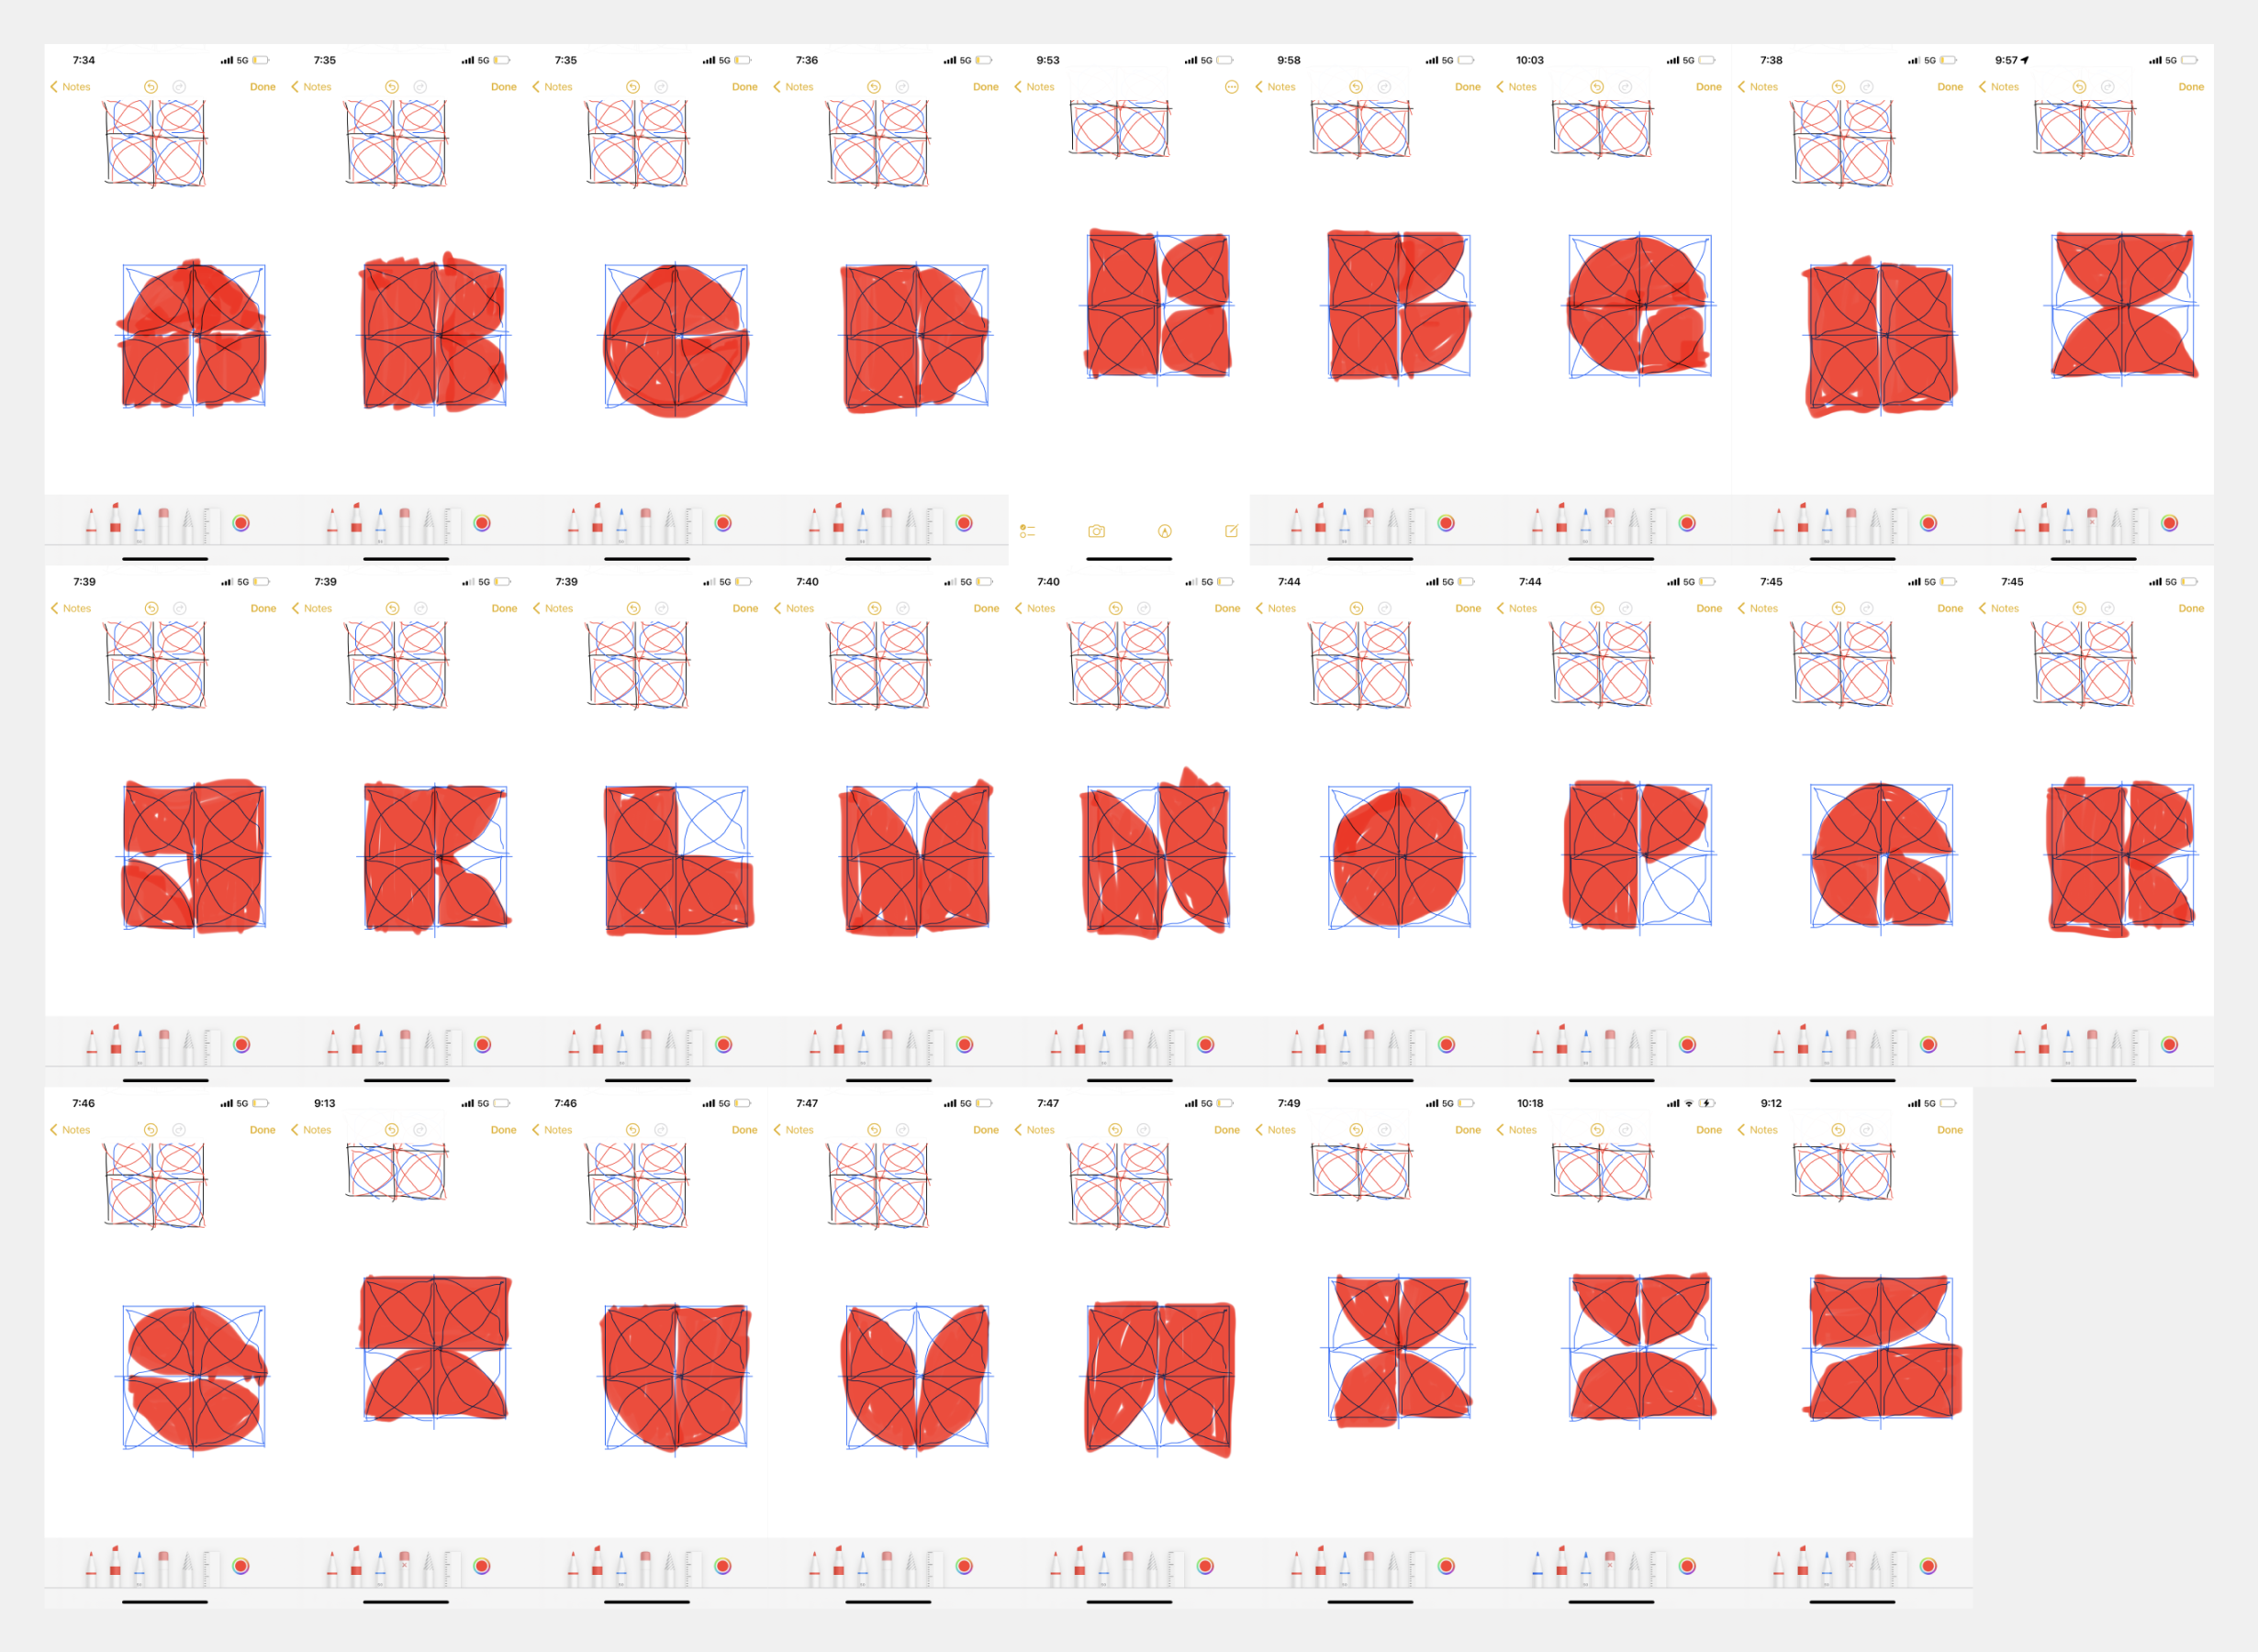 7:34 5G 7:35 5G 7:35 5G 7:36 5G 9:53 5G 9:58 5G 10:03 5G 7:38 5G 9:57 5G
Notes Done Notes Done Notes Done Notes Done Notes Notes Done Notes Done Notes Done Notes Done
A B C D E F G H I
7:39 5G 7:39 5G 7:39 5G 7:40 5G 7:40 5G 7:44 5G 7:44 5G 7:45 5G 7:45 5G
Notes Done Notes Done Notes Done Notes Done Notes Done Notes Done Notes Done Notes Done Notes Done
J K L M N O P Q R
7:46 5G 9:13 5G 7:46 5G 7:47 5G 7:47 5G 7:49 5G 10:18 9:12 5G
Notes Done Notes Done Notes Done Notes Done Notes Done Notes Done Notes Done Notes Done
S T U V W X Y Z